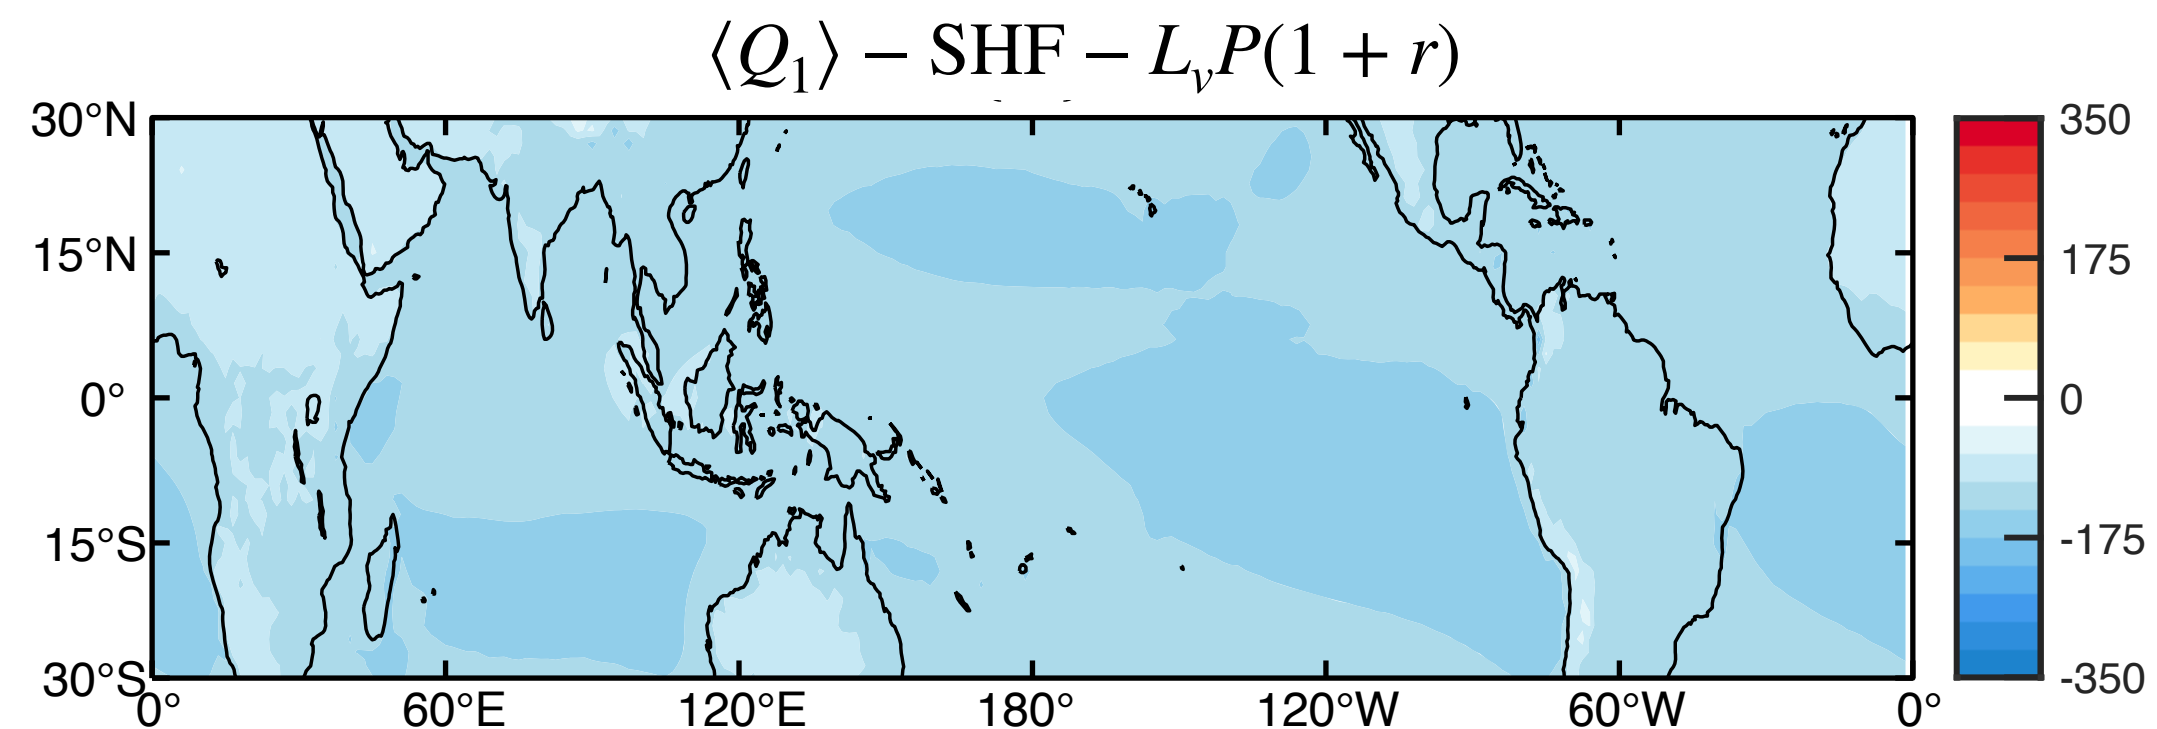 ⟨Q₁⟩ − SHF − LᵥP(1 + r)
30°N
15°N
0°
15°S
30°S
0°
60°E
120°E
180°
120°W
60°W
0°
350
175
0
-175
-350